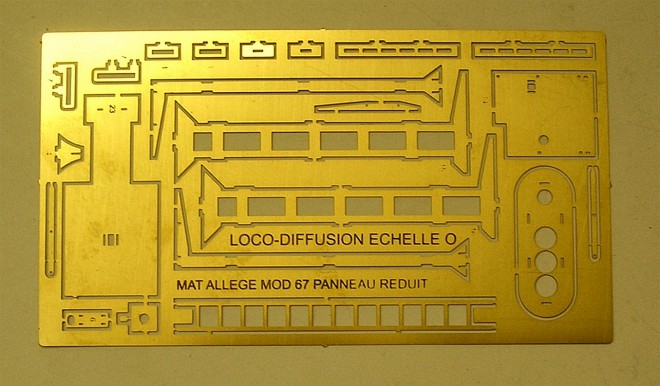 LOCO-DIFFUSION ECHELLE O
MAT ALLEGE MOD 67 PANNEAU REDUIT